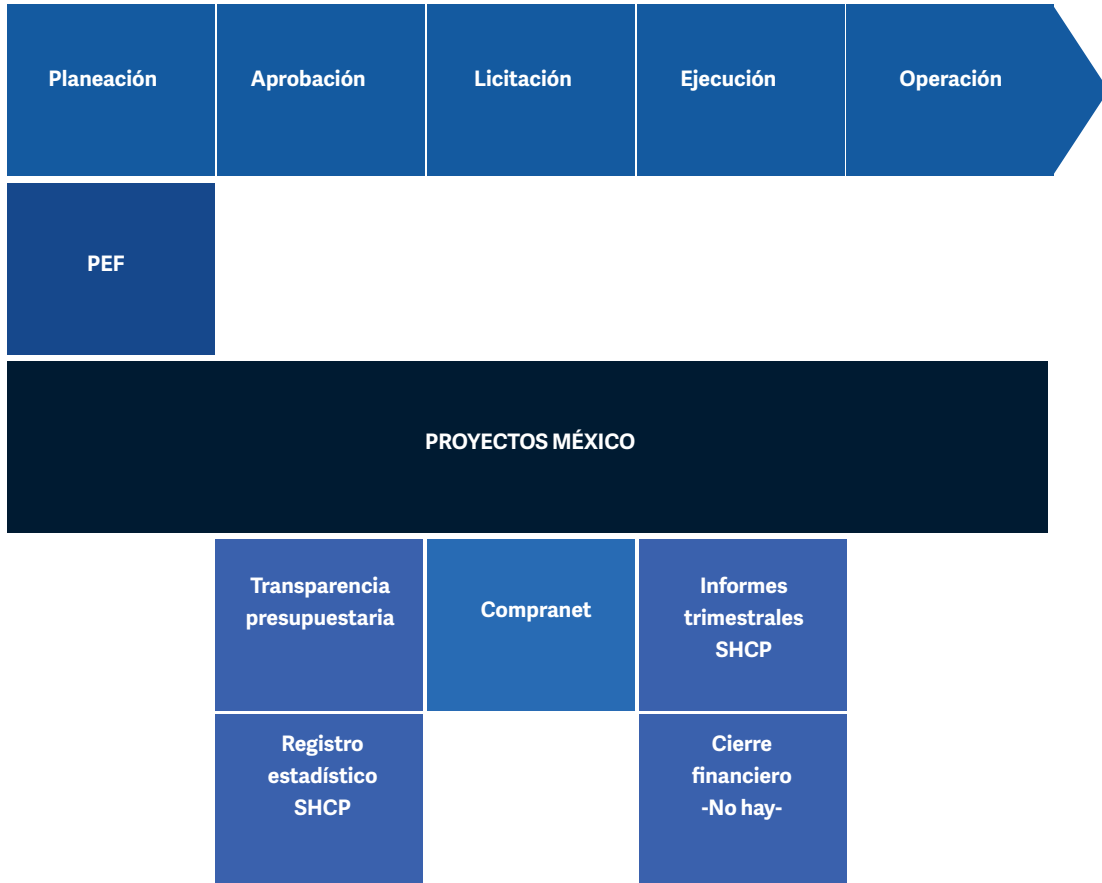 Planeación
Aprobación
Licitación
Ejecución
Operación
PEF
PROYECTOS MÉXICO
Transparencia
presupuestaria
Compranet
Informes
trimestrales
SHCP
Registro
estadístico
SHCP
Cierre
financiero
-No hay-